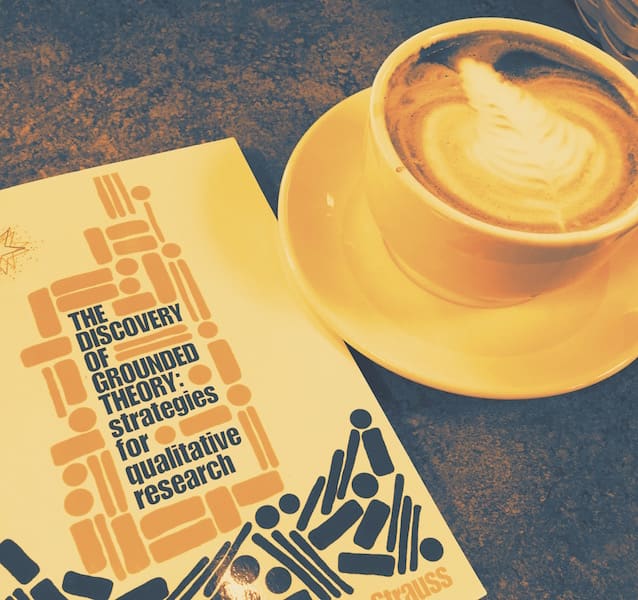 THE
DISCOVERY
OF
GROUNDED
THEORY:
strategies
for
qualitative
research
Strauss